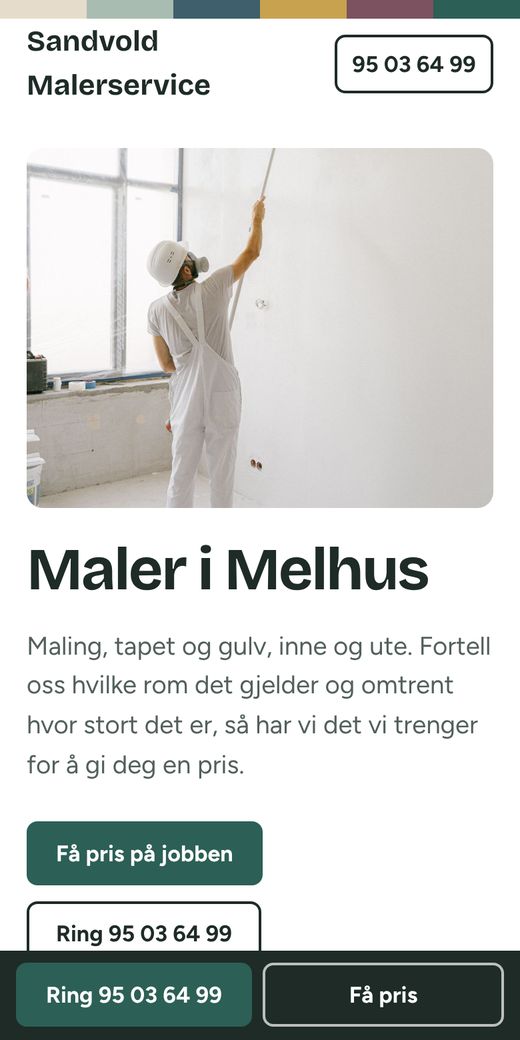 Sandvold
Malerservice
95 03 64 99
Maler i Melhus
Maling, tapet og gulv, inne og ute. Fortell
oss hvilke rom det gjelder og omtrent
hvor stort det er, så har vi det vi trenger
for å gi deg en pris.
Få pris på jobben
Ring 95 03 64 99
Ring 95 03 64 99
Få pris